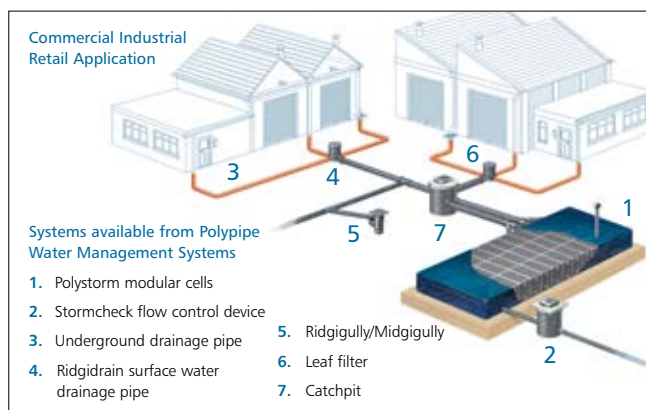 Commercial Industrial
Retail Application
3
4
6
5
7
1
2
Systems available from Polypipe
Water Management Systems
1. Polystorm modular cells
2. Stormcheck flow control device
3. Underground drainage pipe
4. Ridgidrain surface water
drainage pipe
5. Ridgigully/Midgigully
6. Leaf filter
7. Catchpit